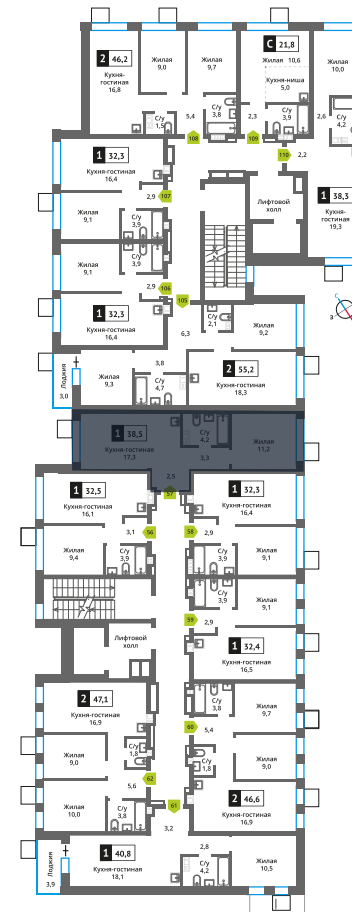 2 46,2
Кухня-
гостиная
16,8
Жилая
9,0
Жилая
9,7
С 21,8
Жилая 10,6
Кухня-ниша
5,0
Жилая
10,0
С/у
1,5
5,4
С/у
3,8
2,3
С/у
3,9
2,6
С/у
4,2
108
109
110
2,2
1 32,3
Кухня-гостиная
16,4
2,9
107
Жилая
9,1
С/у
3,9
Лифтовой
холл
1 38,3
Кухня-
гостиная
19,3
Жилая
9,1
С/у
3,9
2,9
106
105
1 32,3
Кухня-гостиная
16,4
С/у
2,1
Жилая
9,2
6,3
З
Лоджия
3,0
Жилая
9,3
3,8
С/у
4,7
2 55,2
Кухня-гостиная
18,3
1 38,5
Кухня-гостиная
17,3
С/у
4,2
3,3
Жилая
11,2
2,5
57
1 32,5
Кухня-гостиная
16,1
1 32,3
Кухня-гостиная
16,4
3,1
56
58
2,9
Жилая
9,4
С/у
3,9
С/у
3,9
Жилая
9,1
С/у
3,9
Жилая
9,1
59
2,9
Лифтовой
холл
1 32,4
Кухня-гостиная
16,5
2 47,1
Кухня-гостиная
16,9
С/у
3,8
Жилая
9,7
60
5,4
Жилая
9,0
С/у
1,8
С/у
1,8
Жилая
9,0
62
5,6
Жилая
10,0
С/у
3,8
61
2 46,6
Кухня-гостиная
16,9
3,2
Лоджия
3,9
1 40,8
Кухня-гостиная
18,1
2,8
С/у
4,2
Жилая
10,5